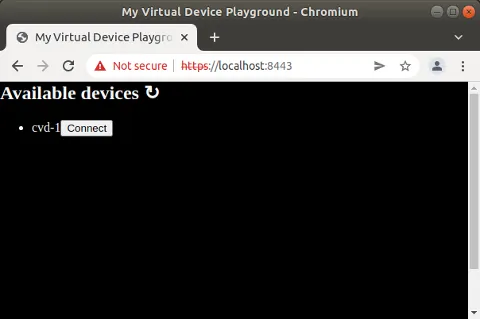 My Virtual Device Playground - Chromium
My Virtual Device Playgro
Not secure | https://localhost:8443
Available devices ↻
cvd-1 Connect